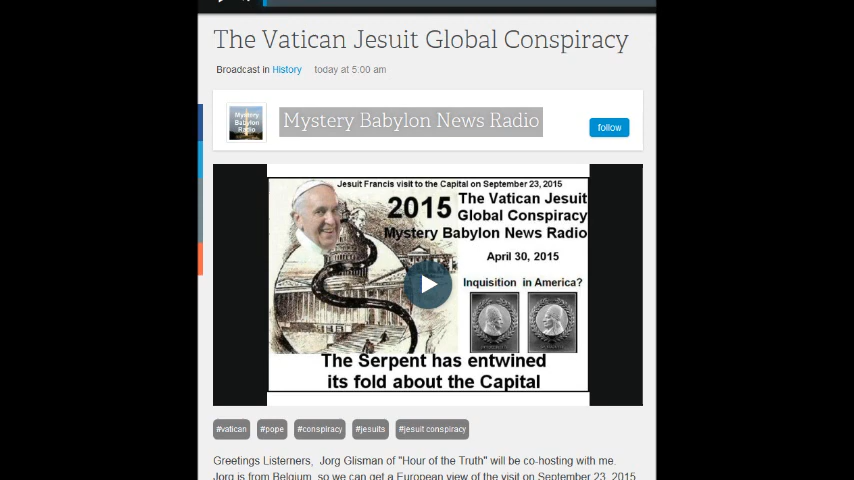 The Vatican Jesuit Global Conspiracy
Broadcast in History today at 5:00 am
Mystery
Babylon
Radio
Mystery Babylon News Radio
follow
Jesuit Francis visit to the Capital on September 23, 2015
2015 The Vatican Jesuit
Global Conspiracy
Mystery Babylon News Radio
April 30, 2015
Inquisition in America?
The Serpent has entwined
its fold about the Capital
#vatican #pope #conspiracy #jesuits #jesuit conspiracy
Greetings Listerners, Jorg Glisman of "Hour of the Truth" will be co-hosting with me.
Jorg is from Belgium, so we can get a European view of the visit on September 23, 2015